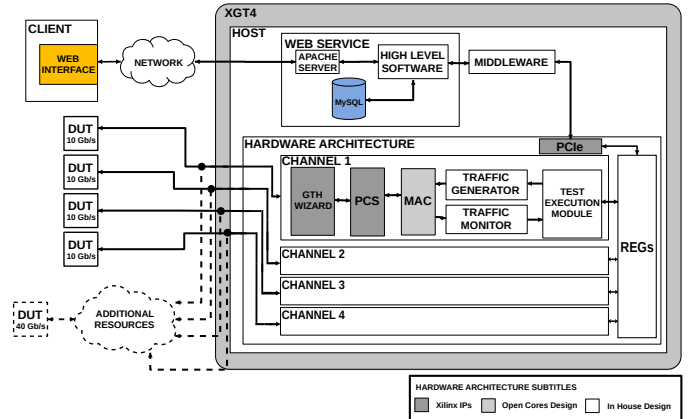 XGT4
CLIENT
WEB
INTERFACE
NETWORK
HOST
WEB SERVICE
APACHE
SERVER
HIGH LEVEL
SOFTWARE
MySQL
MIDDLEWARE
DUT
10 Gb/s
DUT
10 Gb/s
DUT
10 Gb/s
DUT
10 Gb/s
HARDWARE ARCHITECTURE
PCIe
CHANNEL 1
GTH
WIZARD
PCS
MAC
TRAFFIC
GENERATOR
TRAFFIC
MONITOR
TEST
EXECUTION
MODULE
REGs
CHANNEL 2
CHANNEL 3
CHANNEL 4
DUT
40 Gb/s
ADDITIONAL
RESOURCES
HARDWARE ARCHITECTURE SUBTITLES
Xilinx IPs
Open Cores Design
In House Design